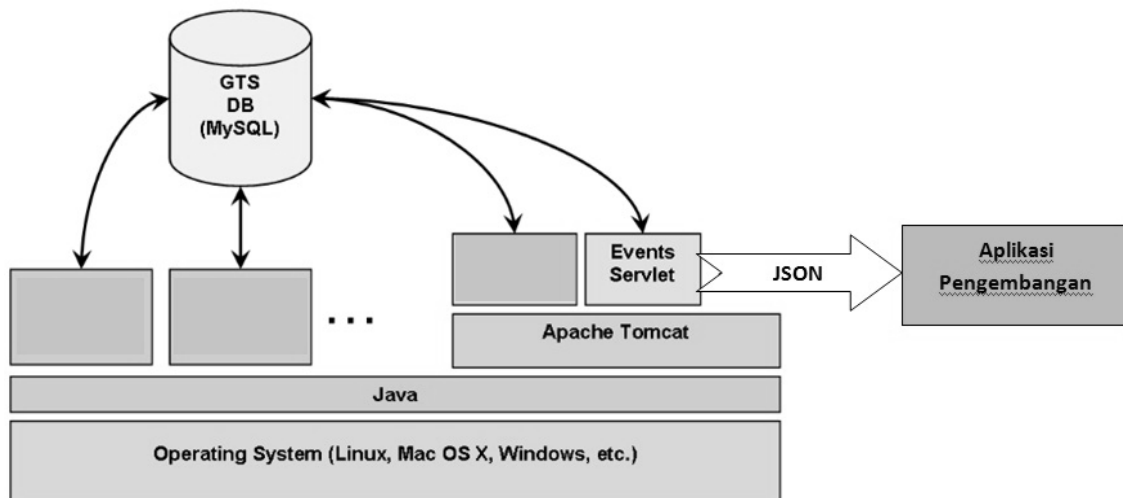 GTS
DB
(MySQL)
Events
Servlet
JSON
Aplikasi
Pengembangan
...
Apache Tomcat
Java
Operating System (Linux, Mac OS X, Windows, etc.)